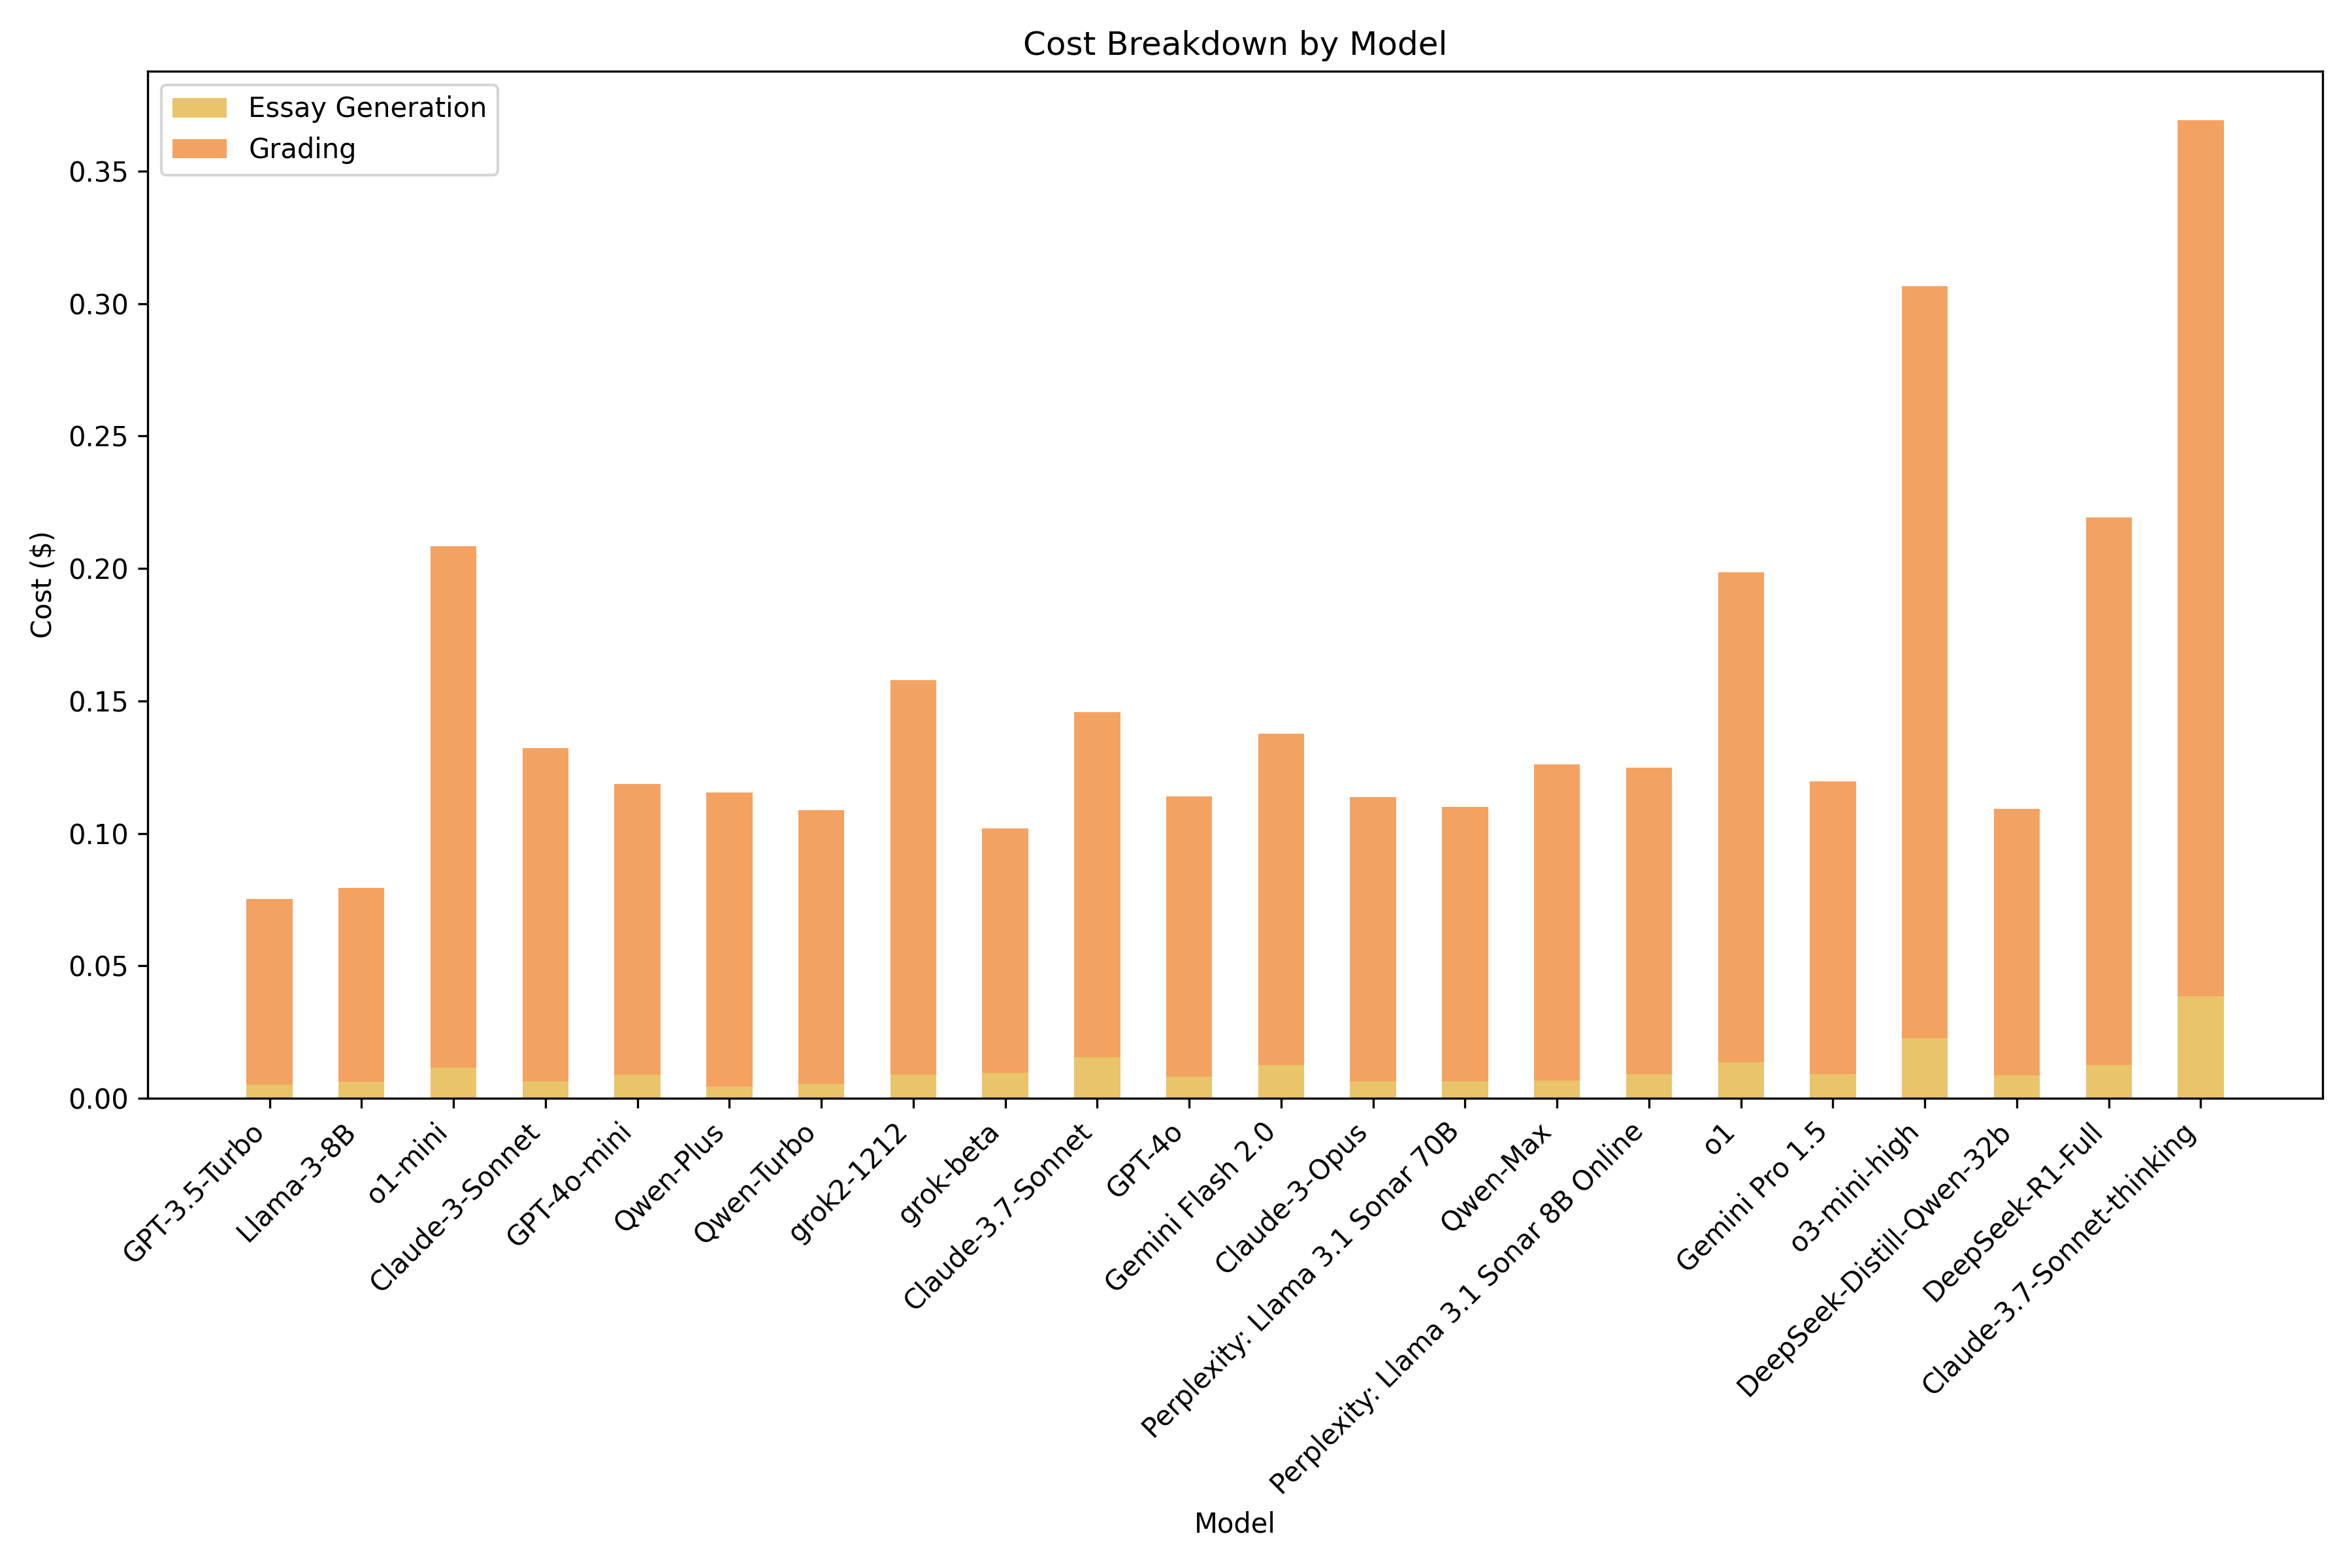 Cost Breakdown by Model
Essay Generation
Grading
Cost ($)
0.35
0.30
0.25
0.20
0.15
0.10
0.05
0.00
GPT-3.5-Turbo
Llama-3-8B
o1-mini
Claude-3-Sonnet
GPT-4o-mini
Qwen-Plus
Qwen-Turbo
grok2-1212
grok-beta
Claude-3.7-Sonnet
GPT-4o
Gemini Flash 2.0
Claude-3-Opus
Perplexity: Llama 3.1 Sonar 70B
Qwen-Max
Perplexity: Llama 3.1 Sonar 8B Online
o1
Gemini Pro 1.5
o3-mini-high
DeepSeek-Distill-Qwen-32b
DeepSeek-R1-Full
Claude-3.7-Sonnet-thinking
Model